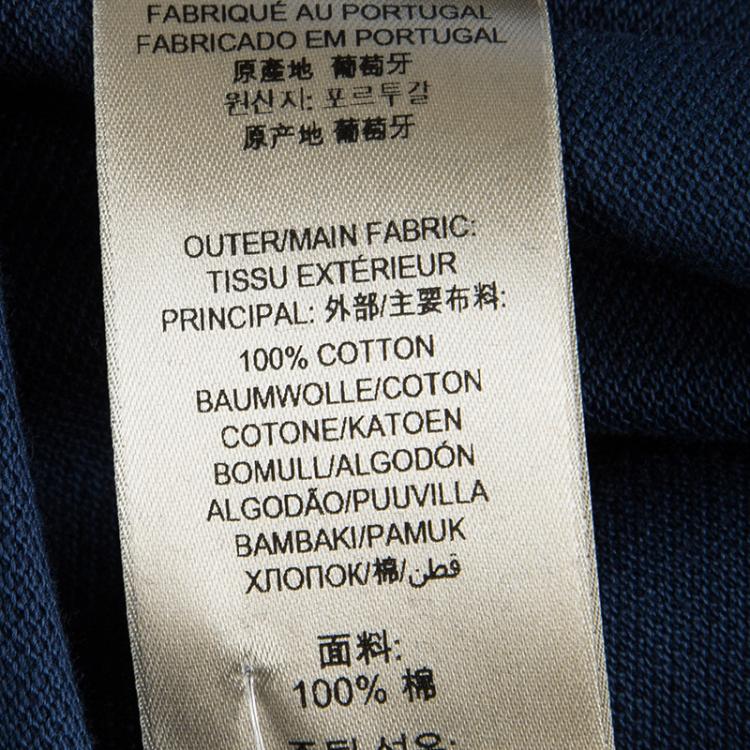 FABRIQUÉ AU PORTUGAL
FABRICADO EM PORTUGAL
原產地 葡萄牙
원산지: 포르투갈
原产地 葡萄牙
OUTER/MAIN FABRIC:
TISSU EXTÉRIEUR
PRINCIPAL: 外部/主要布料:
100% COTTON
BAUMWOLLE/COTON
COTONE/KATOEN
BOMULL/ALGODÓN
ALGODÃO/PUUVILLA
BAMBAKI/PAMUK
ХЛОПОК/棉/قطن
面料:
100% 棉